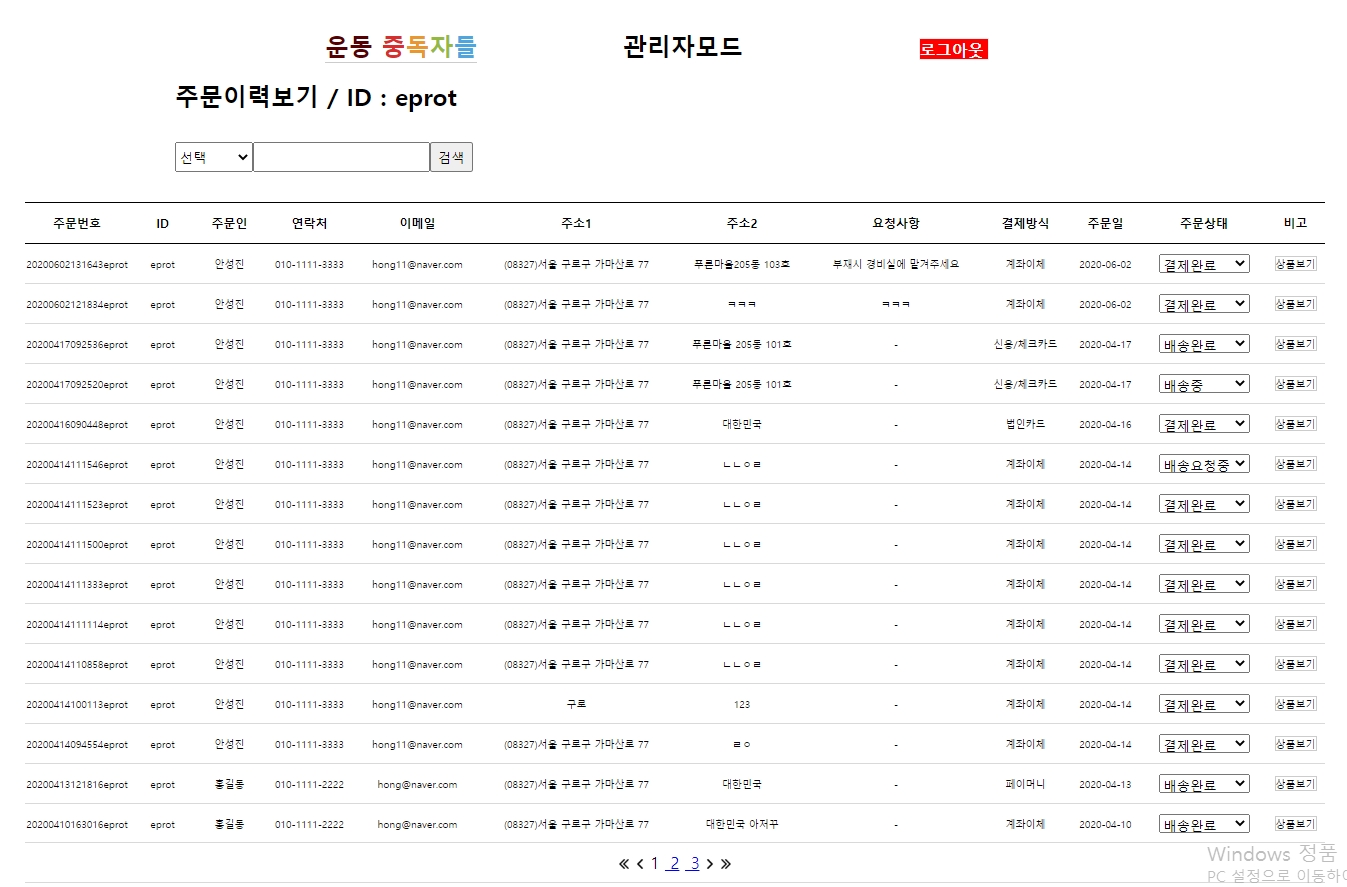 운동 중독자들 관리자모드 로그아웃
주문이력보기 / ID : eprot
선택 검색
주문번호 ID 주문인 연락처 이메일 주소1 주소2 요청사항 결제방식 주문일 주문상태 비고
20200602131643eprot eprot 안성진 010-1111-3333 hong11@naver.com (08327)서울 구로구 가마산로 77 푸른마을205동 103호 부재시 경비실에 맡겨주세요 계좌이체 2020-06-02 결제완료 상품보기
20200602121834eprot eprot 안성진 010-1111-3333 hong11@naver.com (08327)서울 구로구 가마산로 77 ㅋㅋㅋ ㅋㅋㅋ 계좌이체 2020-06-02 결제완료 상품보기
20200417092536eprot eprot 안성진 010-1111-3333 hong11@naver.com (08327)서울 구로구 가마산로 77 푸른마을 205동 101호 - 신용/체크카드 2020-04-17 배송완료 상품보기
20200417092520eprot eprot 안성진 010-1111-3333 hong11@naver.com (08327)서울 구로구 가마산로 77 푸른마을 205동 101호 - 신용/체크카드 2020-04-17 배송중 상품보기
20200416090448eprot eprot 안성진 010-1111-3333 hong11@naver.com (08327)서울 구로구 가마산로 77 대한민국 - 법인카드 2020-04-16 결제완료 상품보기
20200414111546eprot eprot 안성진 010-1111-3333 hong11@naver.com (08327)서울 구로구 가마산로 77 ㄴㄴㅇㄹ - 계좌이체 2020-04-14 배송요청중 상품보기
20200414111523eprot eprot 안성진 010-1111-3333 hong11@naver.com (08327)서울 구로구 가마산로 77 ㄴㄴㅇㄹ - 계좌이체 2020-04-14 결제완료 상품보기
20200414111500eprot eprot 안성진 010-1111-3333 hong11@naver.com (08327)서울 구로구 가마산로 77 ㄴㄴㅇㄹ - 계좌이체 2020-04-14 결제완료 상품보기
20200414111333eprot eprot 안성진 010-1111-3333 hong11@naver.com (08327)서울 구로구 가마산로 77 ㄴㄴㅇㄹ - 계좌이체 2020-04-14 결제완료 상품보기
20200414111114eprot eprot 안성진 010-1111-3333 hong11@naver.com (08327)서울 구로구 가마산로 77 ㄴㄴㅇㄹ - 계좌이체 2020-04-14 결제완료 상품보기
20200414110858eprot eprot 안성진 010-1111-3333 hong11@naver.com (08327)서울 구로구 가마산로 77 ㄴㄴㅇㄹ - 계좌이체 2020-04-14 결제완료 상품보기
20200414100113eprot eprot 안성진 010-1111-3333 hong11@naver.com 구로 123 - 계좌이체 2020-04-14 결제완료 상품보기
20200414094554eprot eprot 안성진 010-1111-3333 hong11@naver.com (08327)서울 구로구 가마산로 77 ㄹㅇ - 계좌이체 2020-04-14 결제완료 상품보기
20200413121816eprot eprot 홍길동 010-1111-2222 hong@naver.com (08327)서울 구로구 가마산로 77 대한민국 - 페이머니 2020-04-13 배송완료 상품보기
20200410163016eprot eprot 홍길동 010-1111-2222 hong@naver.com (08327)서울 구로구 가마산로 77 대한민국 아저꾸 - 계좌이체 2020-04-10 배송완료 상품보기
« < 1 2 3 > »
Windows 정품
PC 설정으로 이동하